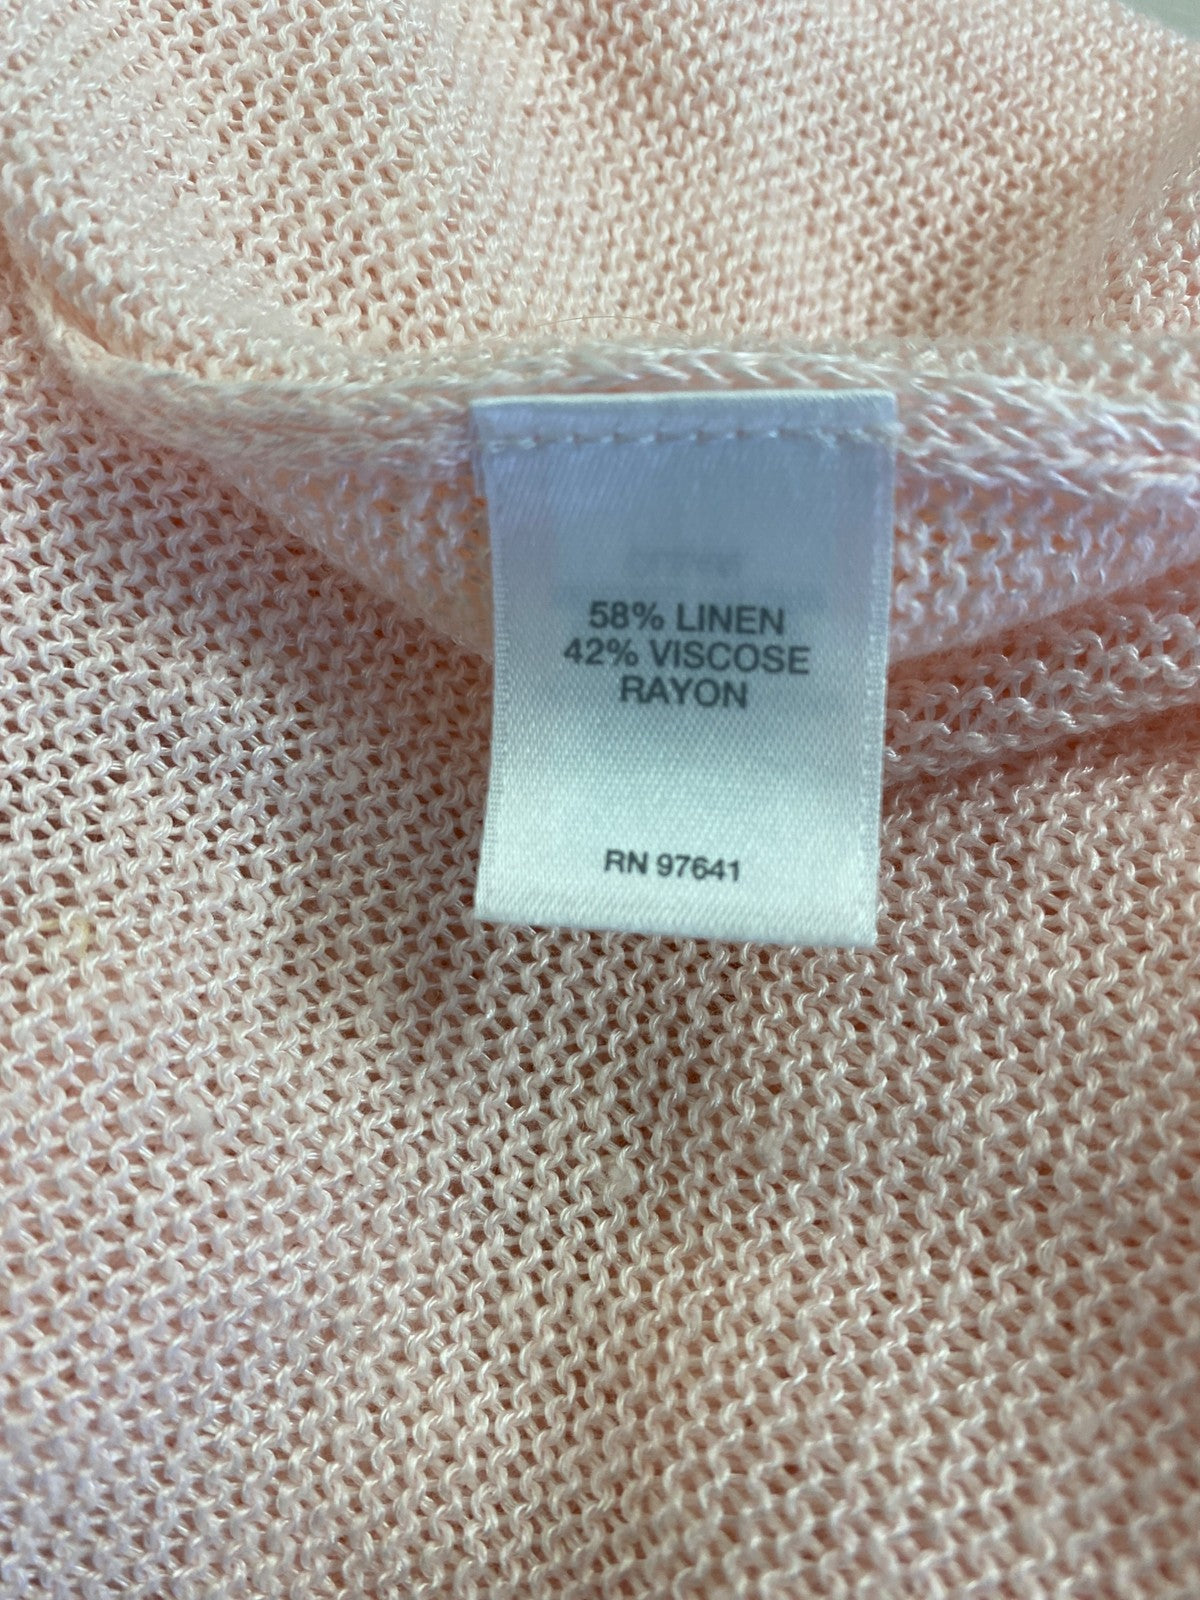 58% LINEN
42% VISCOSE
RAYON
RN 97641